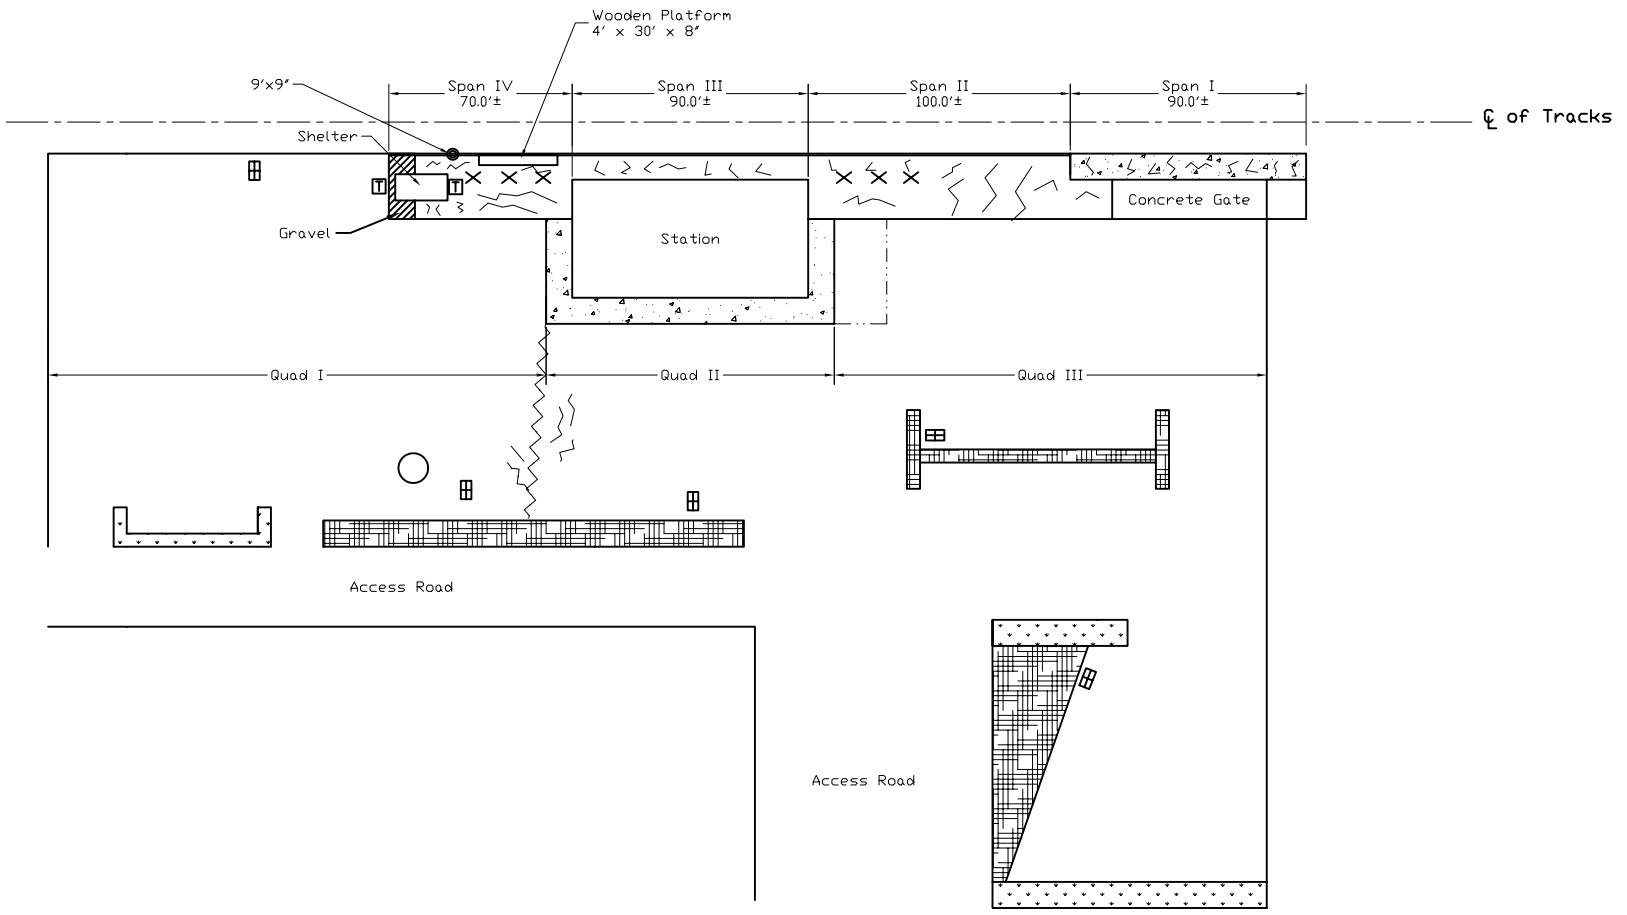 Wooden Platform
4' x 30' x 8"
9'x9"
Span IV
70.0'±
Span III
90.0'±
Span II
100.0'±
Span I
90.0'±
℄ of Tracks
Shelter
T
T
Concrete Gate
Gravel
Station
Quad I
Quad II
Quad III
Access Road
Access Road